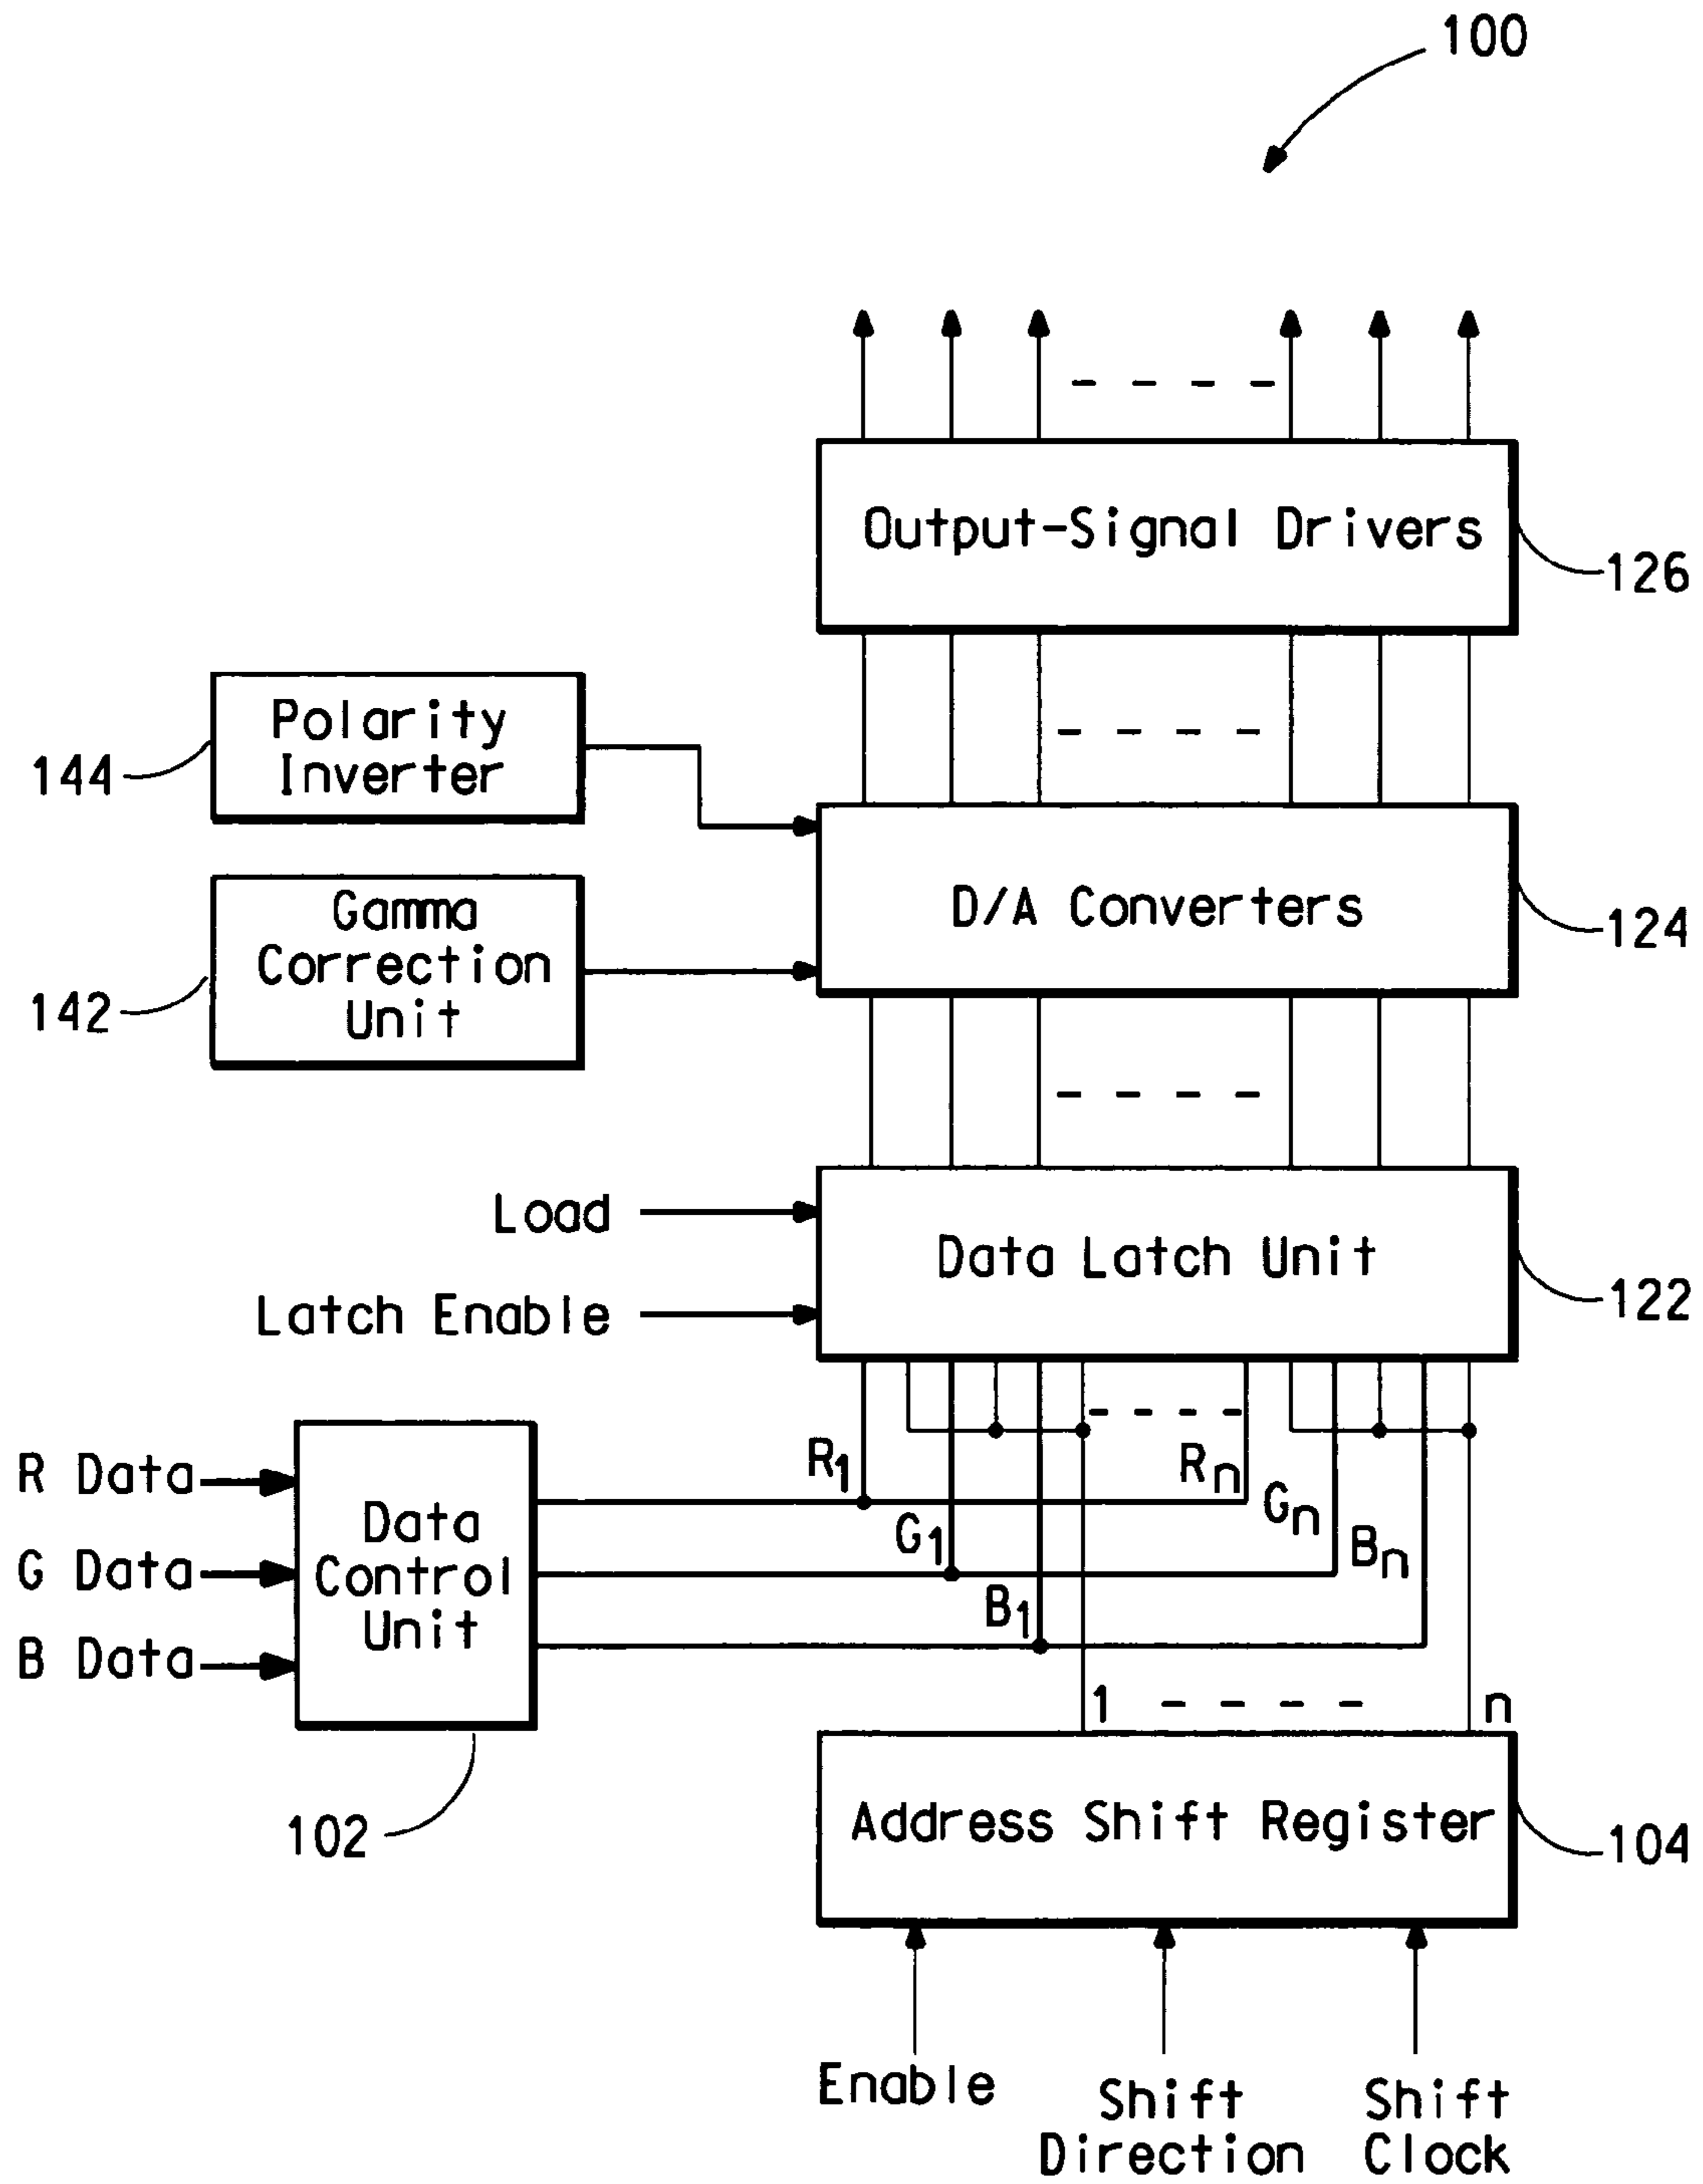 100
Output-Signal Drivers
126
Polarity
Inverter
144
D/A Converters
124
Gamma
Correction
Unit
142
Load
Data Latch Unit
Latch Enable
122
R Data
G Data
B Data
Data
Control
Unit
102
R1
G1
B1
Rn
Gn
Bn
1 - - - - n
Address Shift Register
104
Enable
Shift
Direction
Shift
Clock